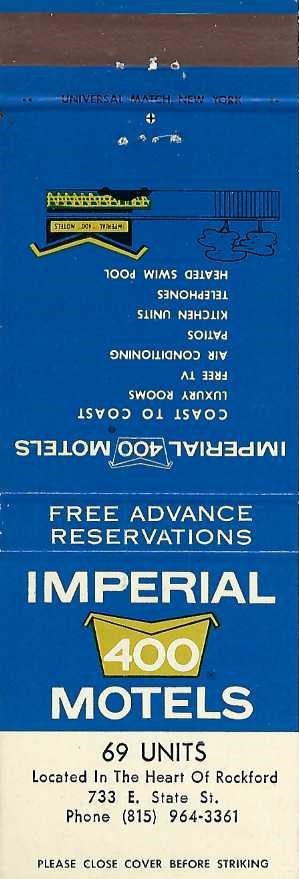 UNIVERSAL MATCH, NEW YORK
IMPERIAL 400 MOTELS
COAST TO COAST
LUXURY ROOMS
FREE TV
AIR CONDITIONING
PATIOS
KITCHEN UNITS
TELEPHONES
HEATED SWIM POOL
IMPERIAL "400" MOTELS
FREE ADVANCE
RESERVATIONS
IMPERIAL
400
MOTELS
69 UNITS
Located In The Heart Of Rockford
733 E. State St.
Phone (815) 964-3361
PLEASE CLOSE COVER BEFORE STRIKING